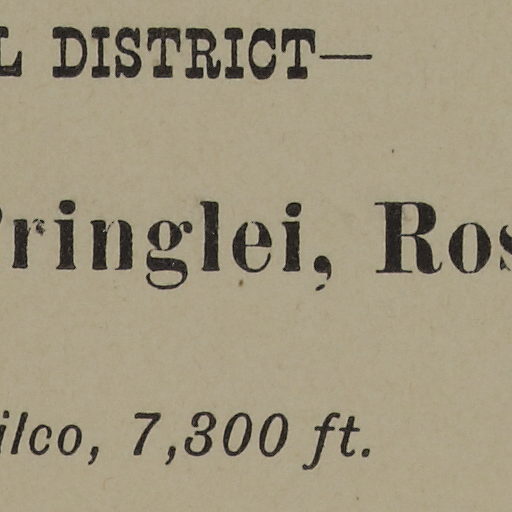 L DISTRICT—
Pringlei, Ros
ilco, 7,300 ft.